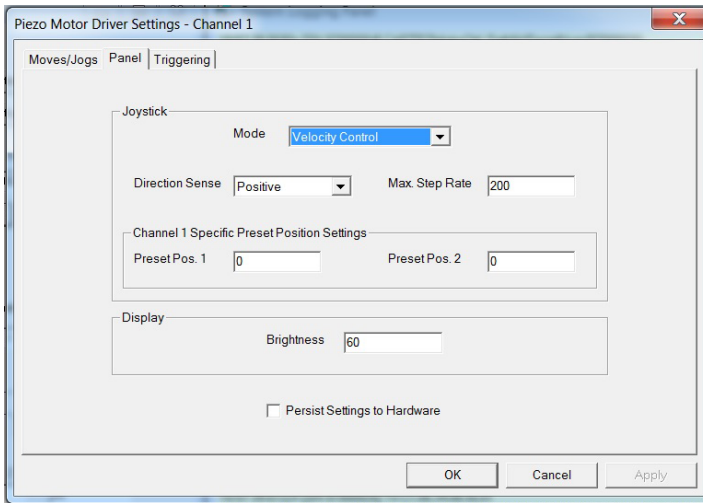 Piezo Motor Driver Settings - Channel 1
Moves/Jogs Panel Triggering
Joystick
Mode Velocity Control
Direction Sense Positive Max. Step Rate 200
Channel 1 Specific Preset Position Settings
Preset Pos. 1 0 Preset Pos. 2 0
Display
Brightness 60
Persist Settings to Hardware
OK Cancel Apply